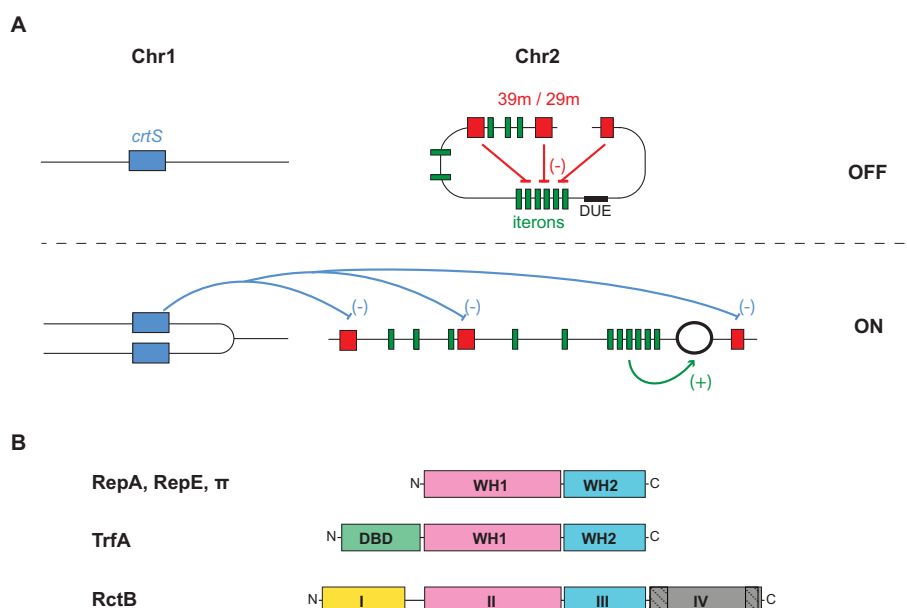 A
Chr1
Chr2
39m / 29m
crtS
(-)
OFF
DUE
iterons
(-)
(-)
(-)
ON
(+)
B
RepA, RepE, π
N
WH1
WH2
C
TrfA
N
DBD
WH1
WH2
C
RctB
N
I
II
III
IV
C